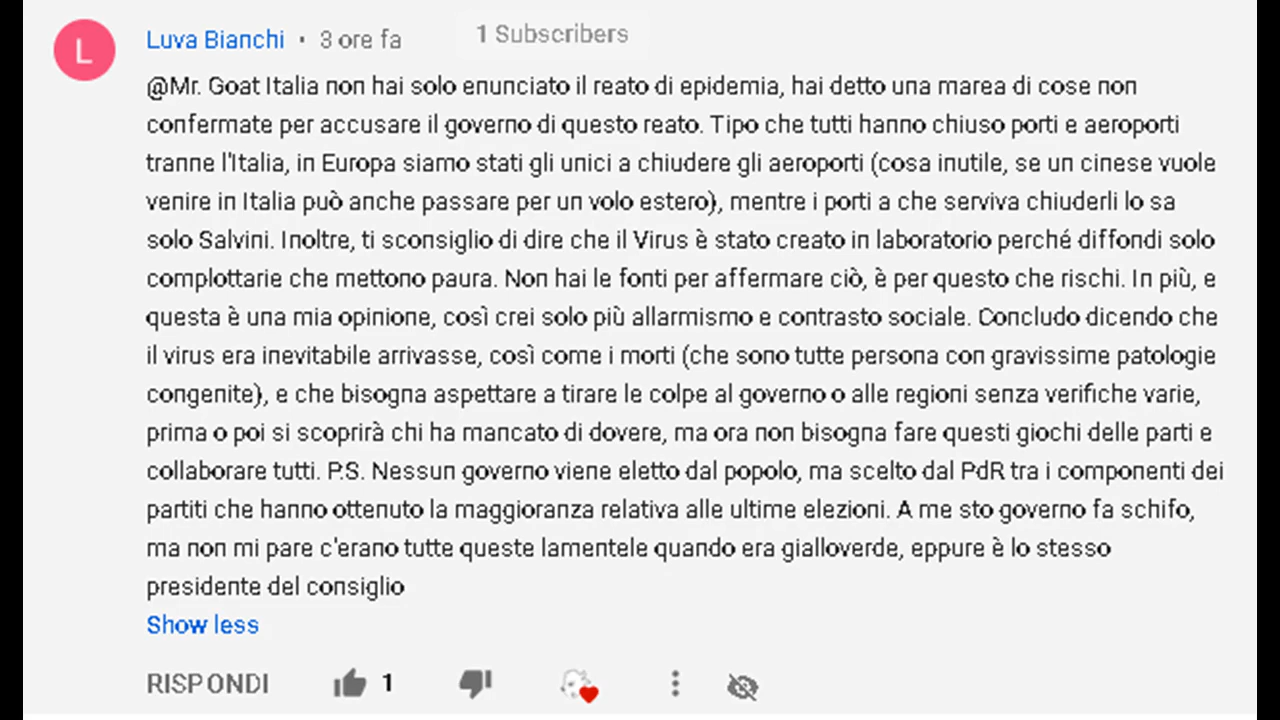 L
Luva Bianchi • 3 ore fa 1 Subscribers
@Mr. Goat Italia non hai solo enunciato il reato di epidemia, hai detto una marea di cose non
confermate per accusare il governo di questo reato. Tipo che tutti hanno chiuso porti e aeroporti
tranne l'Italia, in Europa siamo stati gli unici a chiudere gli aeroporti (cosa inutile, se un cinese vuole
venire in Italia può anche passare per un volo estero), mentre i porti a che serviva chiuderli lo sa
solo Salvini. Inoltre, ti sconsiglio di dire che il Virus è stato creato in laboratorio perché diffondi solo
complottarie che mettono paura. Non hai le fonti per affermare ciò, è per questo che rischi. In più, e
questa è una mia opinione, così crei solo più allarmismo e contrasto sociale. Concludo dicendo che
il virus era inevitabile arrivasse, così come i morti (che sono tutte persona con gravissime patologie
congenite), e che bisogna aspettare a tirare le colpe al governo o alle regioni senza verifiche varie,
prima o poi si scoprirà chi ha mancato di dovere, ma ora non bisogna fare questi giochi delle parti e
collaborare tutti. P.S. Nessun governo viene eletto dal popolo, ma scelto dal PdR tra i componenti dei
partiti che hanno ottenuto la maggioranza relativa alle ultime elezioni. A me sto governo fa schifo,
ma non mi pare c'erano tutte queste lamentele quando era gialloverde, eppure è lo stesso
presidente del consiglio
Show less
RISPONDI 1